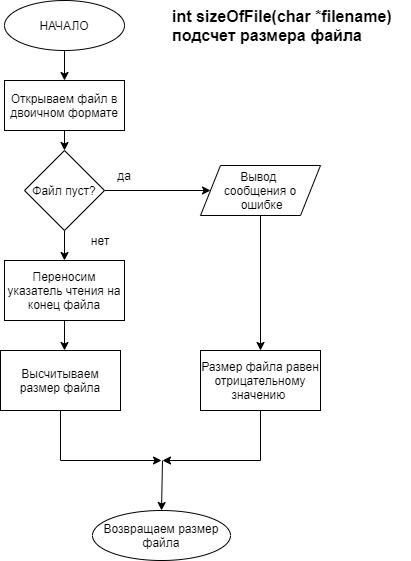 int sizeOfFile(char *filename)
подсчет размера файла
НАЧАЛО
Открываем файл в
двоичном формате
Файл пуст?
да
Вывод
сообщения о
ошибке
нет
Переносим
указатель чтения на
конец файла
Высчитываем
размер файла
Размер файла равен
отрицательному
значению
Возвращаем размер
файла